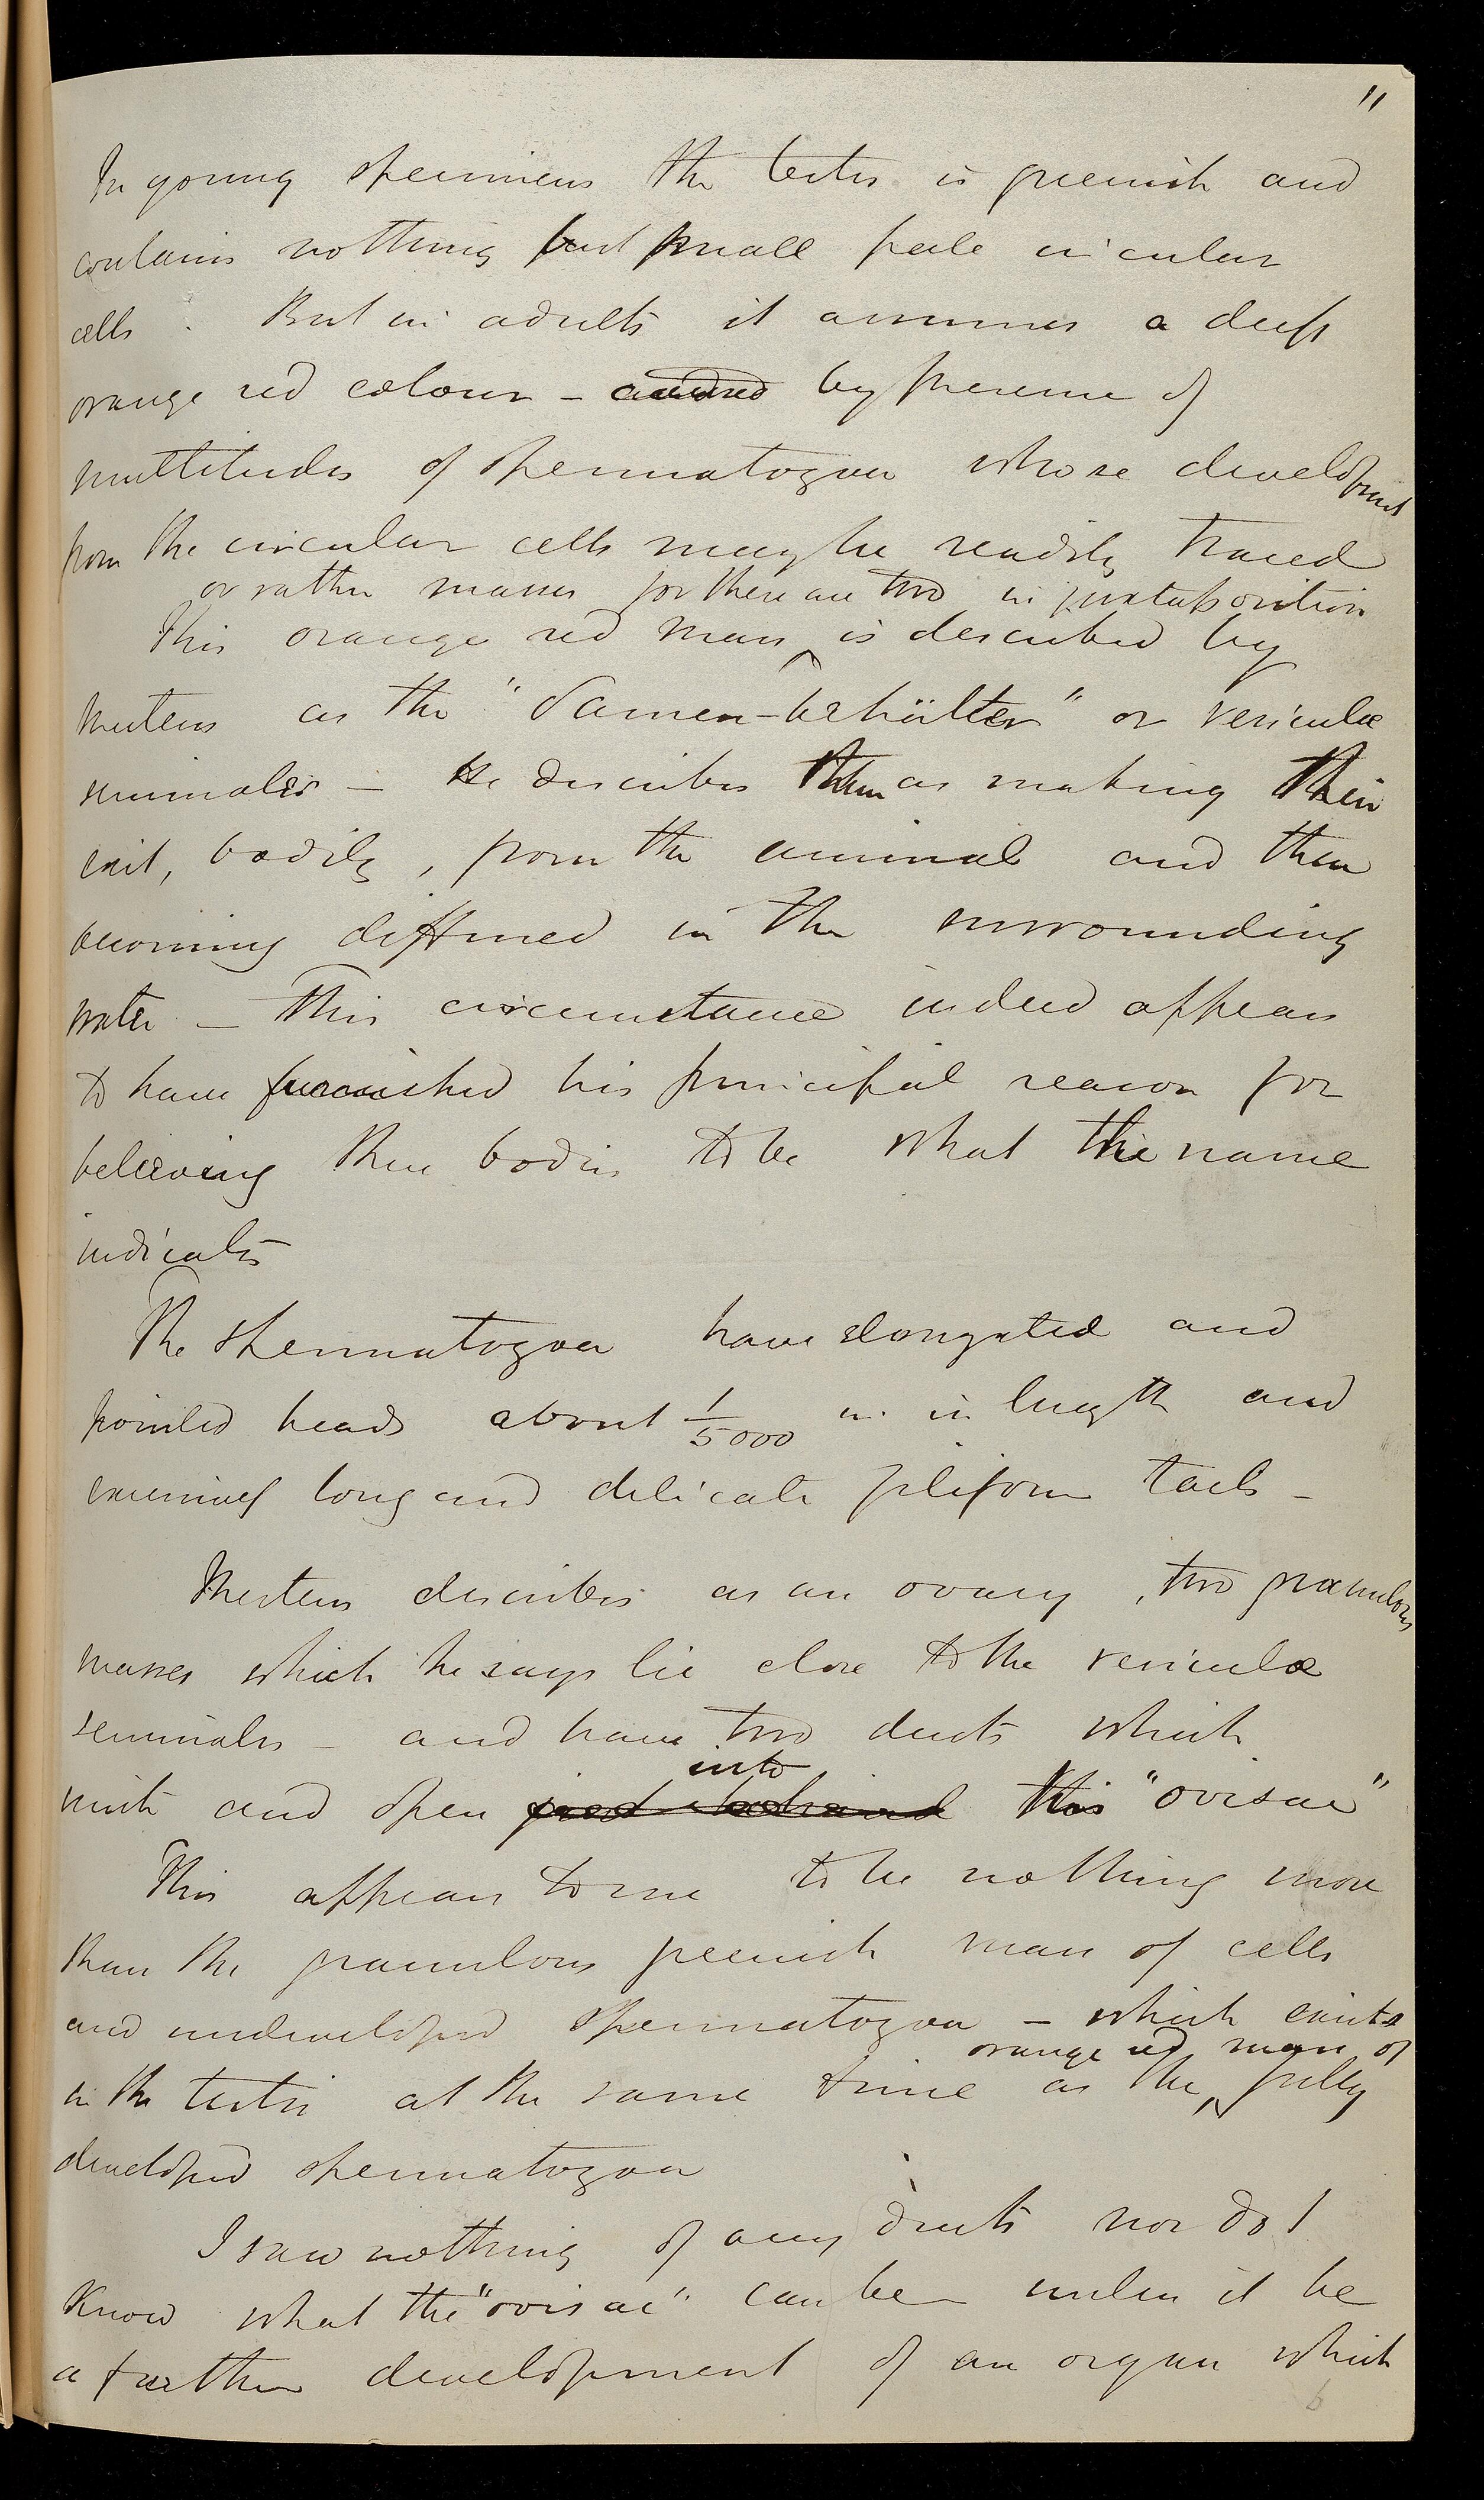 11
In young specimens the testis is greenish and
contains nothing but small pale circular
cells. But in adults it assumes a deep
orange red colour - caused by presence of
multitudes of spermatozoa whose development
from the circular cells may be readily traced
or rather masses for there are two in juxtaposition
This orange red mass ^ is described by
Mertens as the "Samen-behälter" or vesiculæ
seminales - He describes them as making their
exit, bodily, from the animal and then
becoming diffused in the surrounding
water - This circumstance indeed appears
to have furnished his principal reason for
believing these bodies to be what the name
indicates
The spermatozoa have elongated and
pointed heads about 1/5000 in. in length and
excessively long and delicate filiform tails -
Mertens describes as an ovary, two granulous
masses which he says lie close to the vesiculæ
seminales - and have two ducts which
into
unite and open just behind this "ovisac"
This appears to me to be nothing more
than the granulous greenish mass of cells
and undeveloped spermatozoa - which exists
orange red mass of
in the testis at the same time as the ^ fully
developed spermatozoa
I saw nothing of any ducts nor do I
know what the "ovisac" can be unless it be
a further development of an organ which
6